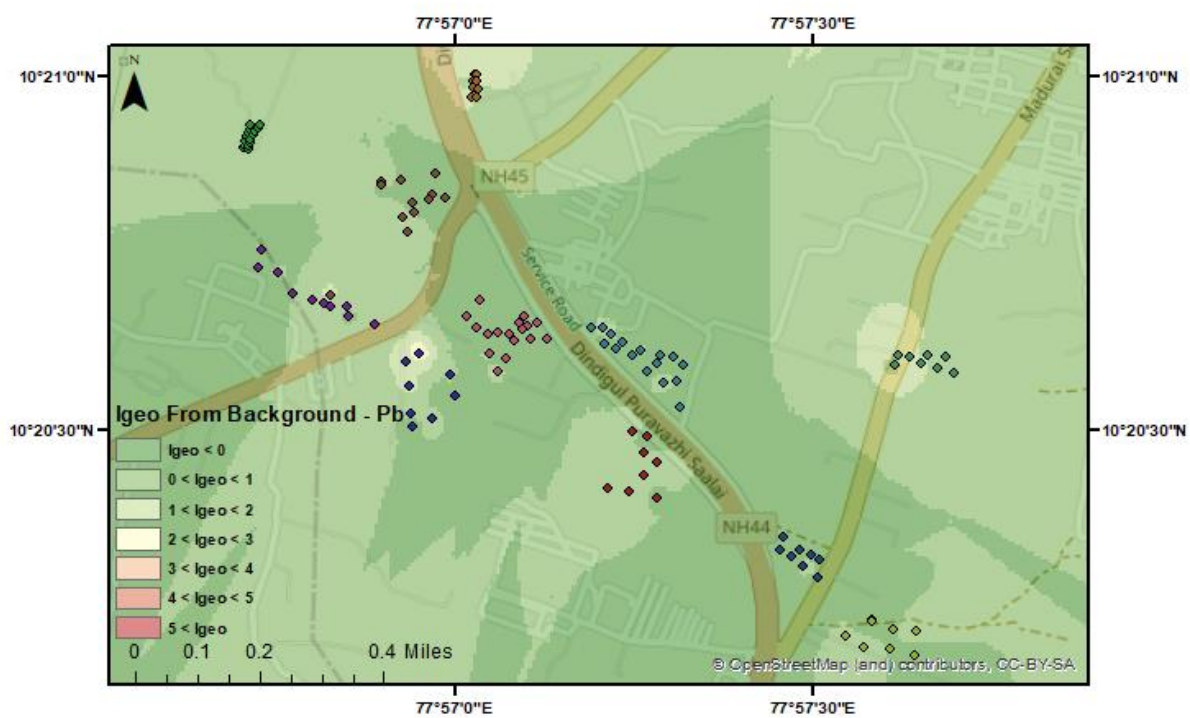 77°57'0"E 77°57'30"E
N
10°21'0"N 10°21'0"N
Di
Madurai Sa
NH45
Service Road
Dindigul Puravazhi Saalai
Igeo From Background - Pb
10°20'30"N 10°20'30"N
Igeo < 0
0 < Igeo < 1
1 < Igeo < 2
2 < Igeo < 3
3 < Igeo < 4
4 < Igeo < 5
5 < Igeo
NH44
0 0.1 0.2 0.4 Miles
© OpenStreetMap (and) contributors, CC-BY-SA
77°57'0"E 77°57'30"E